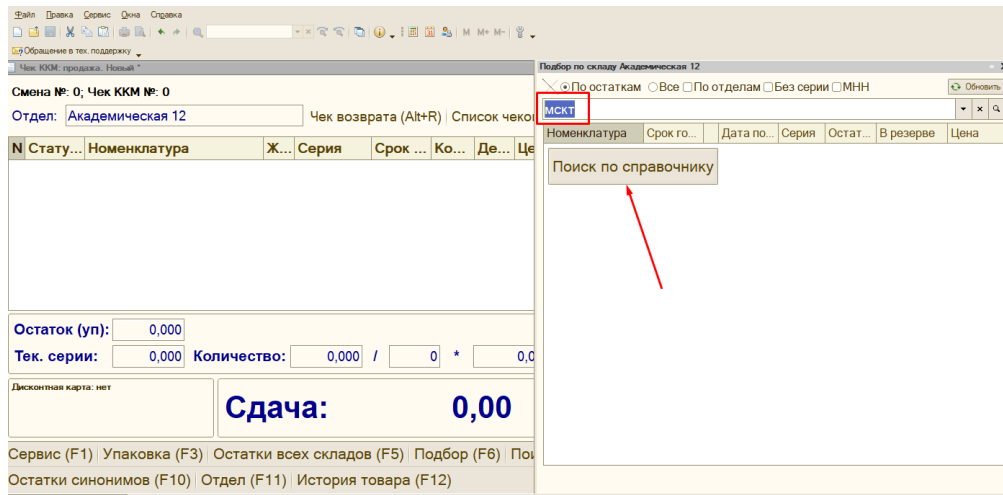 Файл Правка Сервис Окна Справка
M M+ M-
Обращение в тех. поддержку
Чек ККМ: продажа. Новый *
Смена №: 0; Чек ККМ №: 0
Отдел: Академическая 12 Чек возврата (Alt+R) Список чеко
N Стату... Номенклатура Ж... Серия Срок ... Ко... Де... Це
Остаток (уп): 0,000
Тек. серии: 0,000 Количество: 0,000 / 0 * 0,0
Дисконтная карта: нет
Сдача: 0,00
Сервис (F1) Упаковка (F3) Остатки всех складов (F5) Подбор (F6) Пои
Остатки синонимов (F10) Отдел (F11) История товара (F12)
Подбор по складу Академическая 12
По остаткам Все По отделам Без серии МНН Обновить
мскт
Номенклатура Срок го... Дата по... Серия Остат... В резерве Цена
Поиск по справочнику